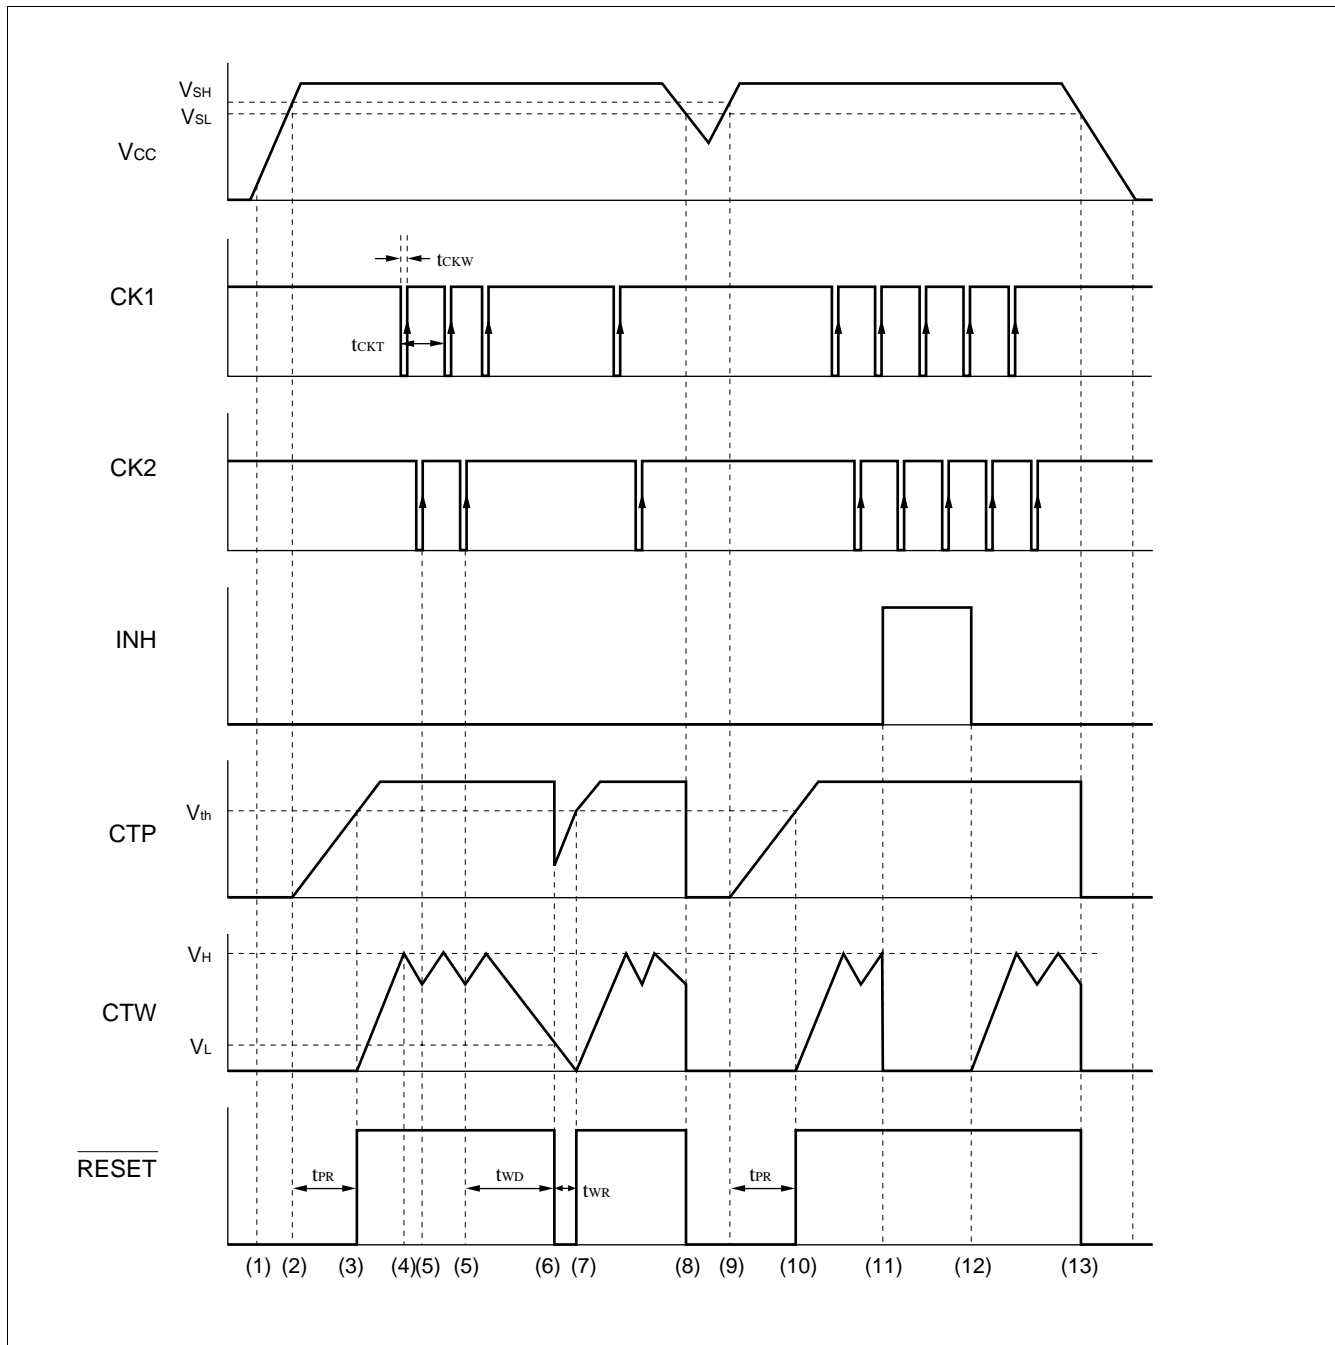 VSH
VSL
VCC
tCKW
CK1
tCKT
CK2
INH
Vth
CTP
VH
CTW
VL
RESET
tPR
tWD
tWR
tPR
(1) (2) (3) (4)(5) (5) (6) (7) (8) (9) (10) (11) (12) (13)